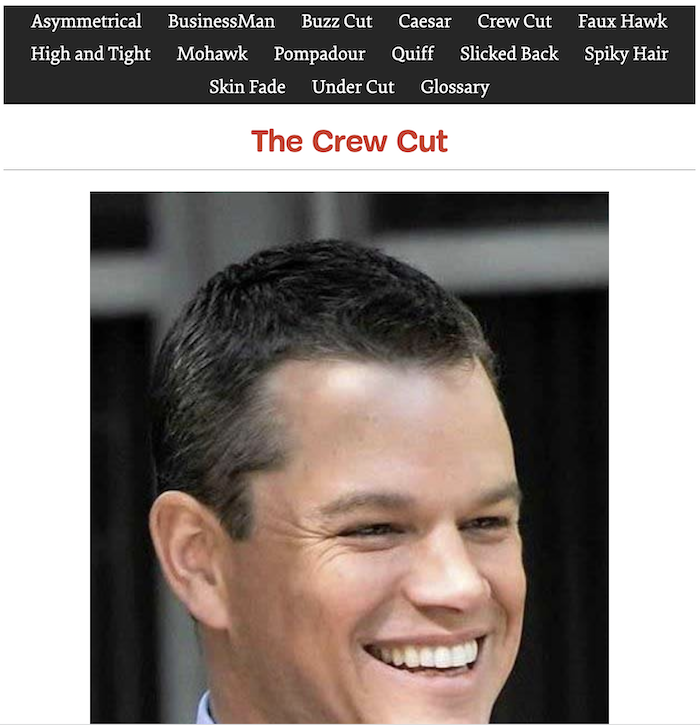 Asymmetrical BusinessMan Buzz Cut Caesar Crew Cut Faux Hawk
High and Tight Mohawk Pompadour Quiff Slicked Back Spiky Hair
Skin Fade Under Cut Glossary
The Crew Cut